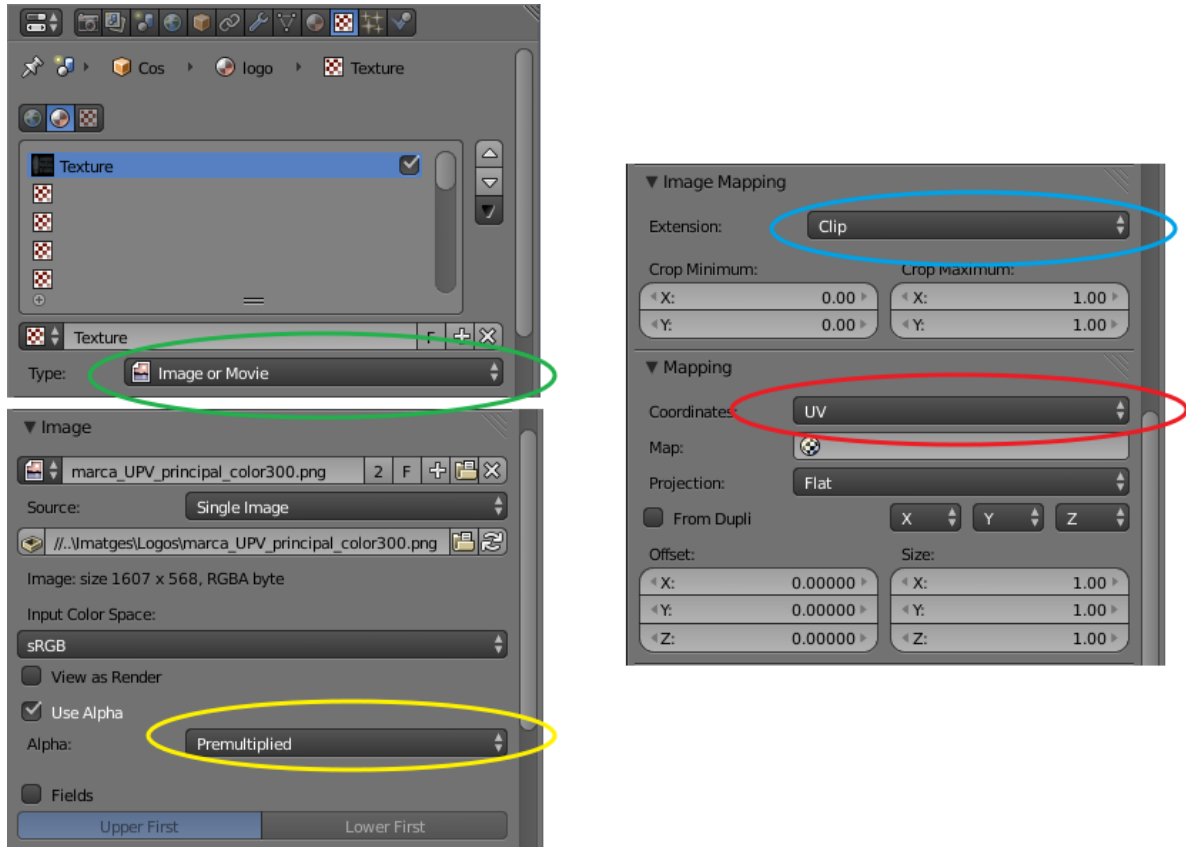 Cos logo Texture
Texture
Texture F
Type: Image or Movie
Image
marca_UPV_principal_color300.png 2 F
Source: Single Image
//..\Imatges\Logos\marca_UPV_principal_color300.png
Image: size 1607 x 568, RGBA byte
Input Color Space:
sRGB
View as Render
Use Alpha
Alpha: Premultiplied
Fields
Upper First Lower First
Image Mapping
Extension: Clip
Crop Minimum: Crop Maximum:
X: 0.00 X: 1.00
Y: 0.00 Y: 1.00
Mapping
Coordinates: UV
Map:
Projection: Flat
From Dupli X Y Z
Offset: Size:
X: 0.00000 X: 1.00
Y: 0.00000 Y: 1.00
Z: 0.00000 Z: 1.00